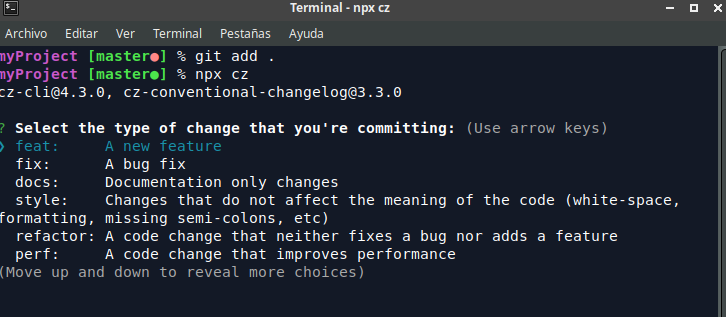 Terminal - npx cz
Archivo Editar Ver Terminal Pestañas Ayuda
myProject [master●] % git add .
myProject [master●] % npx cz
cz-cli@4.3.0, cz-conventional-changelog@3.3.0
? Select the type of change that you're committing: (Use arrow keys)
❯ feat:     A new feature
  fix:      A bug fix
  docs:     Documentation only changes
  style:    Changes that do not affect the meaning of the code (white-space,
formatting, missing semi-colons, etc)
  refactor: A code change that neither fixes a bug nor adds a feature
  perf:     A code change that improves performance
(Move up and down to reveal more choices)